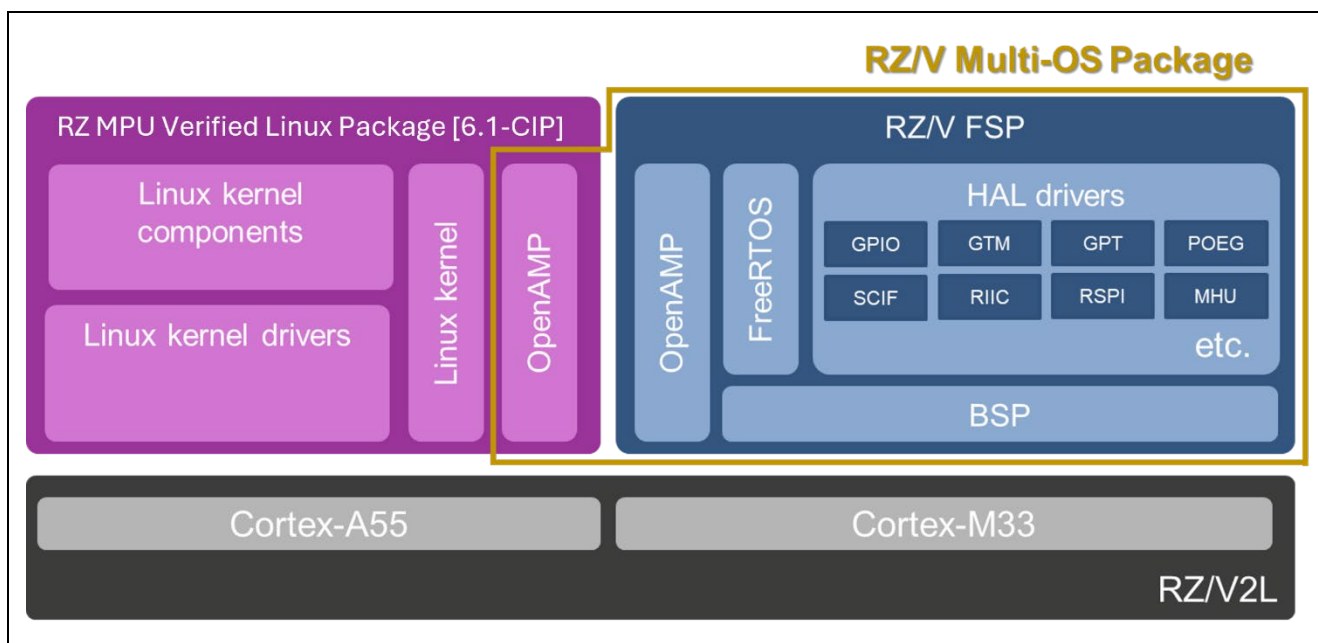 RZ/V Multi-OS Package
RZ MPU Verified Linux Package [6.1-CIP]
Linux kernel
components
Linux kernel drivers
Linux kernel
OpenAMP
RZ/V FSP
OpenAMP
FreeRTOS
HAL drivers
GPIO GTM GPT POEG
SCIF RIIC RSPI MHU
etc.
BSP
Cortex-A55
Cortex-M33
RZ/V2L